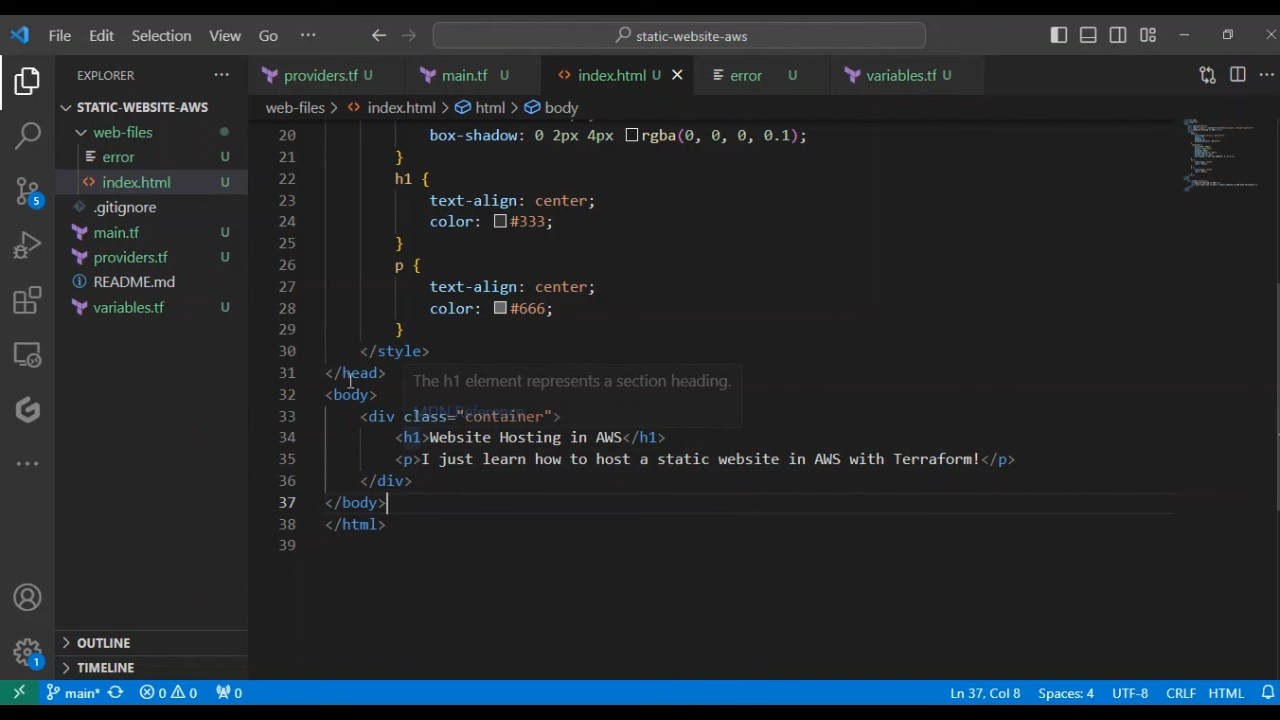 File Edit Selection View Go ··· static-website-aws
EXPLORER ···
providers.tf U main.tf U index.html U error U variables.tf U ···
STATIC-WEBSITE-AWS
web-files
error U
index.html U
.gitignore
main.tf U
providers.tf U
README.md
variables.tf U
OUTLINE
TIMELINE
5
1
web-files > index.html > html > body
20 box-shadow: 0 2px 4px rgba(0, 0, 0, 0.1);
21 }
22 h1 {
23 text-align: center;
24 color: #333;
25 }
26 p {
27 text-align: center;
28 color: #666;
29 }
30 </style>
31 </head>
The h1 element represents a section heading.
32 <body>
MDN Reference
33 <div class="container">
34 <h1>Website Hosting in AWS</h1>
35 <p>I just learn how to host a static website in AWS with Terraform!</p>
36 </div>
37 </body>
38 </html>
39
main* 0 0 0 Ln 37, Col 8 Spaces: 4 UTF-8 CRLF HTML